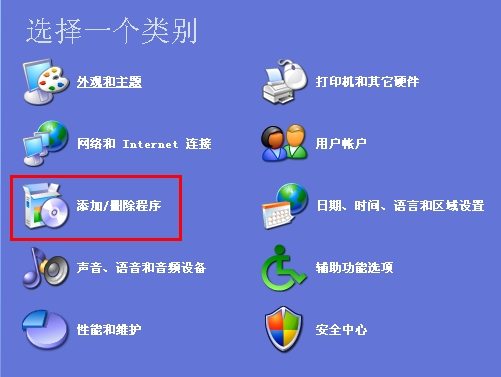 选择一个类别
外观和主题
打印机和其它硬件
网络和 Internet 连接
用户帐户
添加/删除程序
日期、时间、语言和区域设置
声音、语音和音频设备
辅助功能选项
性能和维护
安全中心